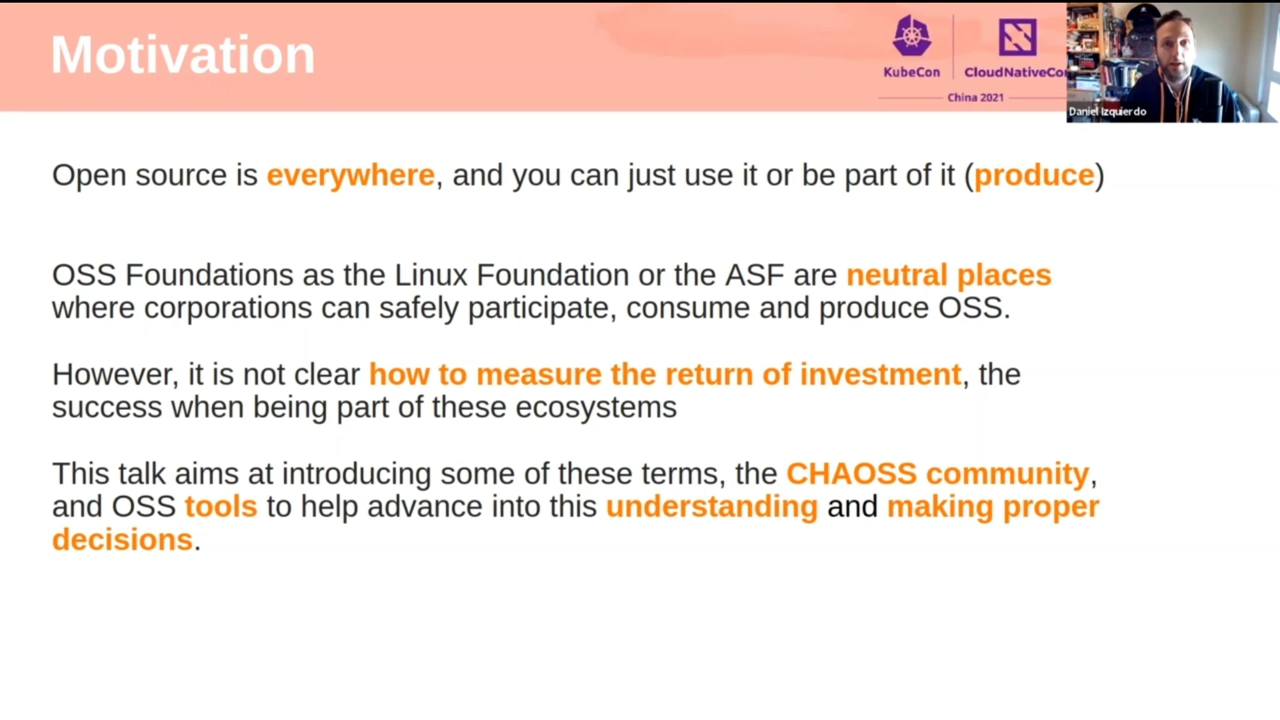 Motivation
KubeCon
CloudNativeCo
China 2021
Daniel Izquierdo
Open source is everywhere, and you can just use it or be part of it (produce)
OSS Foundations as the Linux Foundation or the ASF are neutral places
where corporations can safely participate, consume and produce OSS.
However, it is not clear how to measure the return of investment, the
success when being part of these ecosystems
This talk aims at introducing some of these terms, the CHAOSS community,
and OSS tools to help advance into this understanding and making proper
decisions.